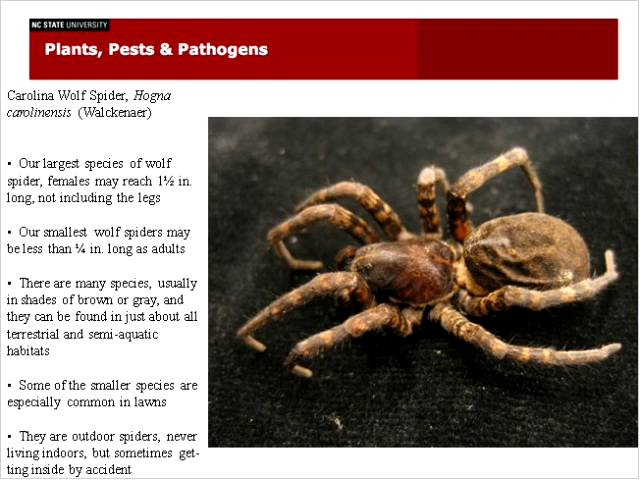 NC STATE UNIVERSITY
Plants, Pests & Pathogens
Carolina Wolf Spider, Hogna
carolinensis (Walckenaer)
• Our largest species of wolf
spider, females may reach 1½ in.
long, not including the legs
• Our smallest wolf spiders may
be less than ¼ in. long as adults
• There are many species, usually
in shades of brown or gray, and
they can be found in just about all
terrestrial and semi-aquatic
habitats
• Some of the smaller species are
especially common in lawns
• They are outdoor spiders, never
living indoors, but sometimes get-
ting inside by accident